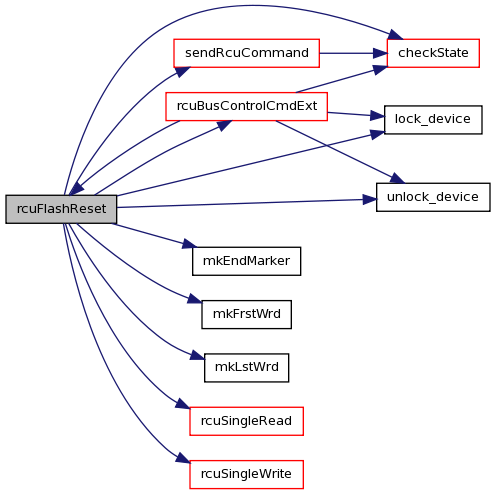 sendRcuCommand
checkState
rcuBusControlCmdExt
lock_device
unlock_device
rcuFlashReset
mkEndMarker
mkFrstWrd
mkLstWrd
rcuSingleRead
rcuSingleWrite